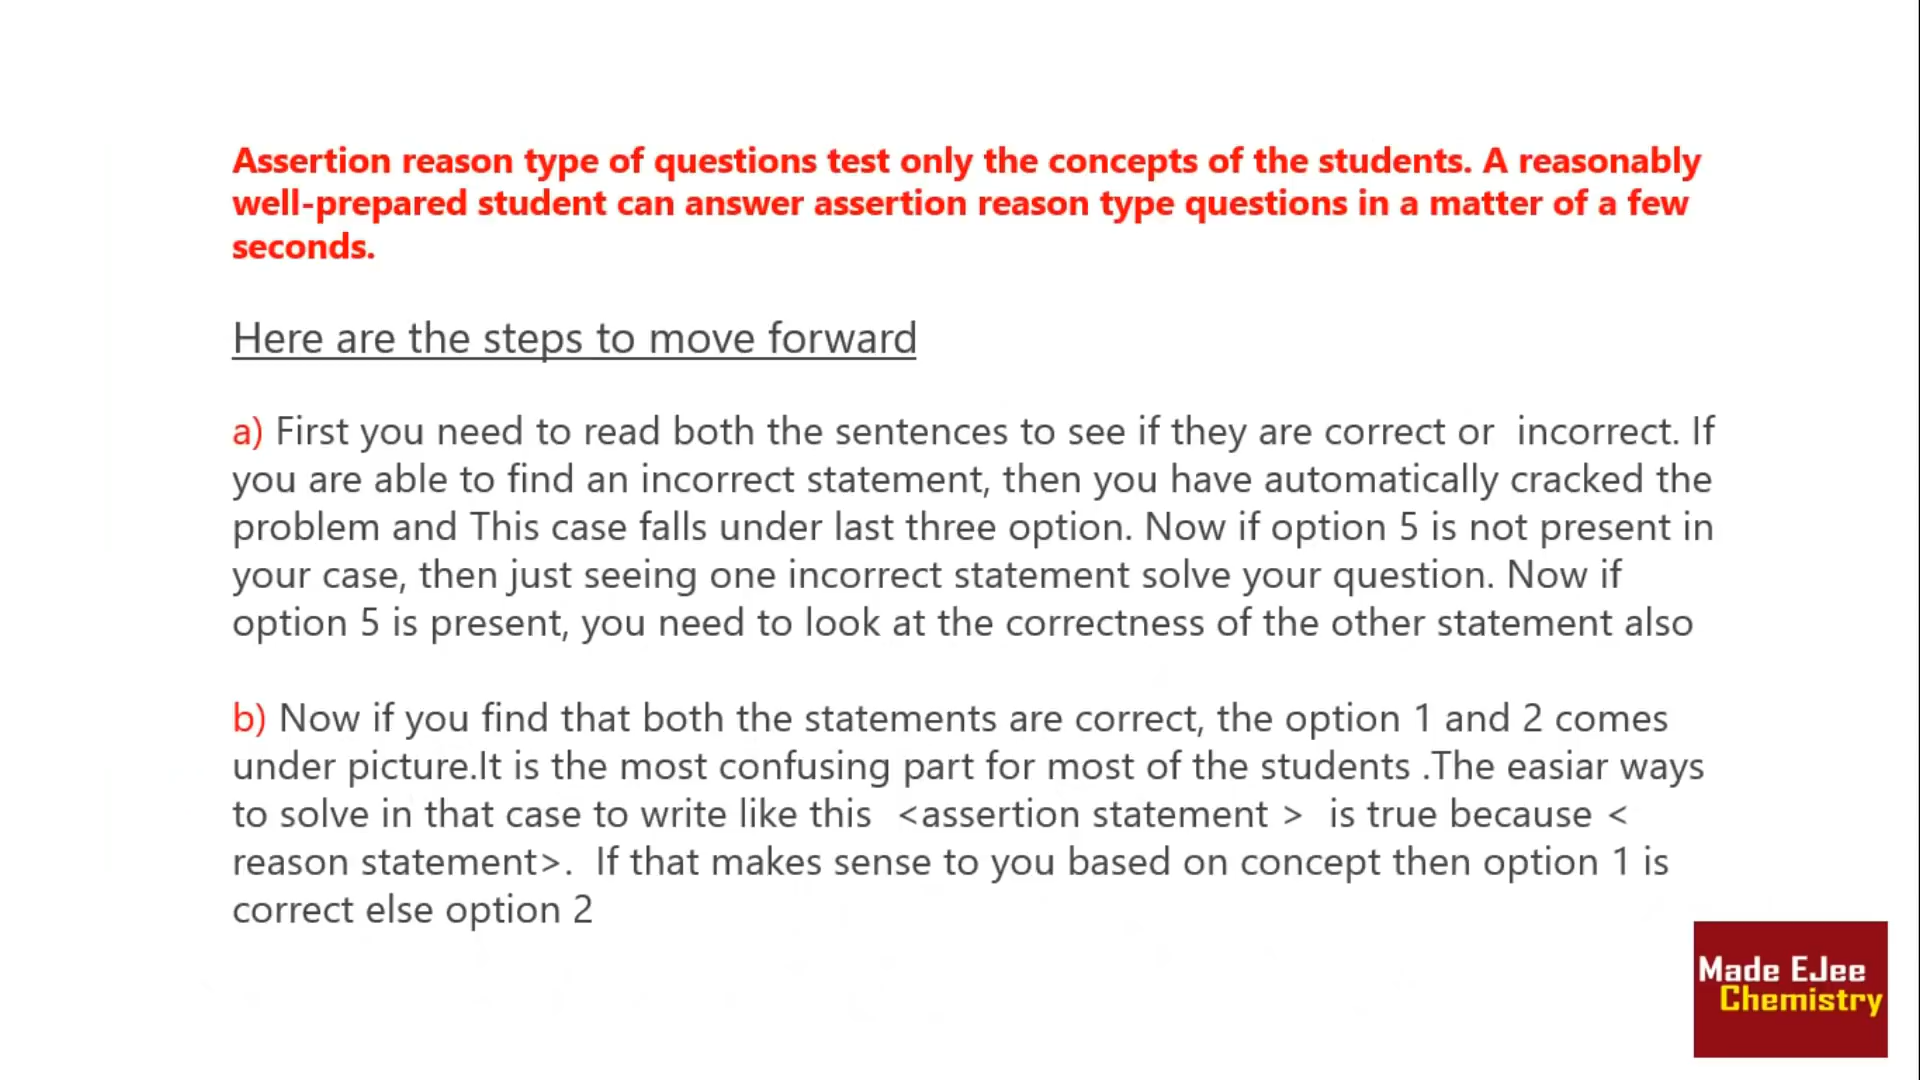 Assertion reason type of questions test only the concepts of the students. A reasonably
well-prepared student can answer assertion reason type questions in a matter of a few
seconds.
Here are the steps to move forward
a) First you need to read both the sentences to see if they are correct or  incorrect. If
you are able to find an incorrect statement, then you have automatically cracked the
problem and This case falls under last three option. Now if option 5 is not present in
your case, then just seeing one incorrect statement solve your question. Now if
option 5 is present, you need to look at the correctness of the other statement also
b) Now if you find that both the statements are correct, the option 1 and 2 comes
under picture.It is the most confusing part for most of the students .The easiar ways
to solve in that case to write like this  <assertion statement >  is true because <
reason statement>.  If that makes sense to you based on concept then option 1 is
correct else option 2
Made EJee
Chemistry